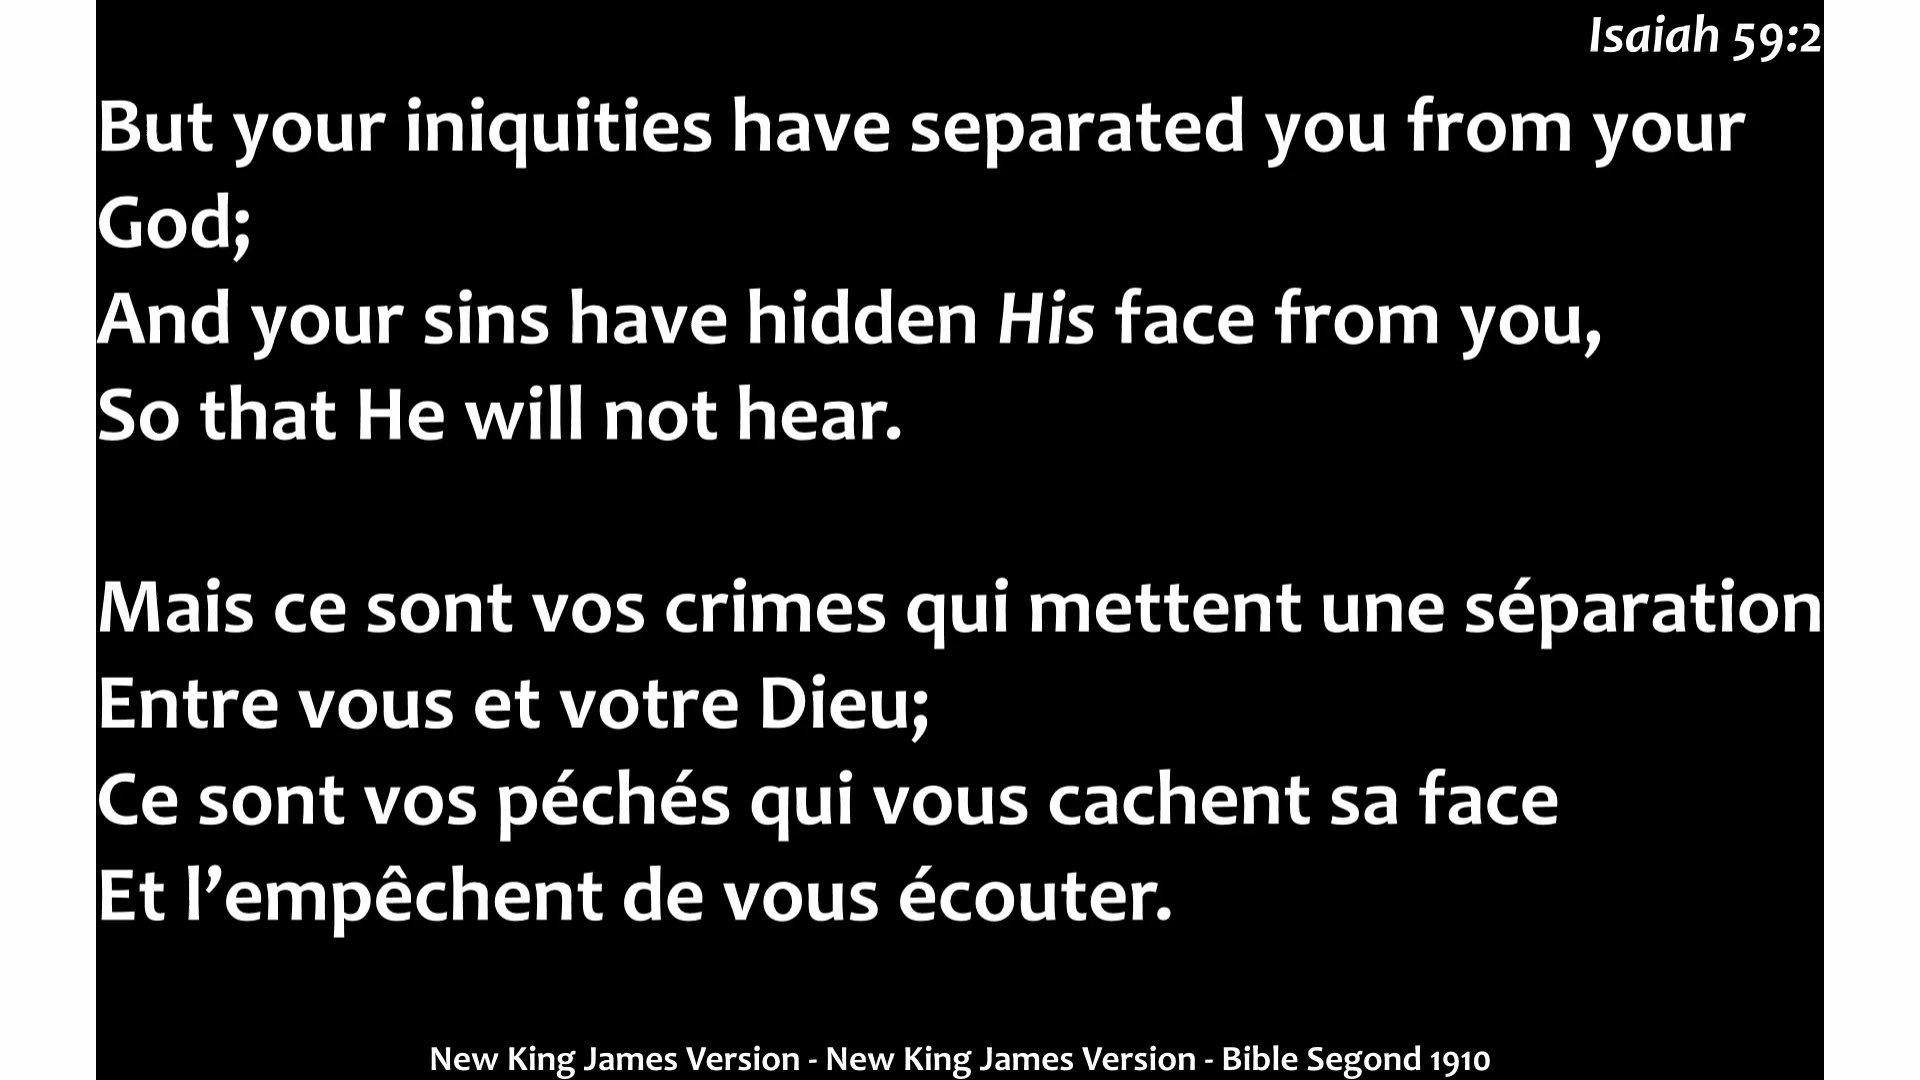 Isaiah 59:2
But your iniquities have separated you from your
God;
And your sins have hidden His face from you,
So that He will not hear.
Mais ce sont vos crimes qui mettent une séparation
Entre vous et votre Dieu;
Ce sont vos péchés qui vous cachent sa face
Et l’empêchent de vous écouter.
New King James Version - New King James Version - Bible Segond 1910